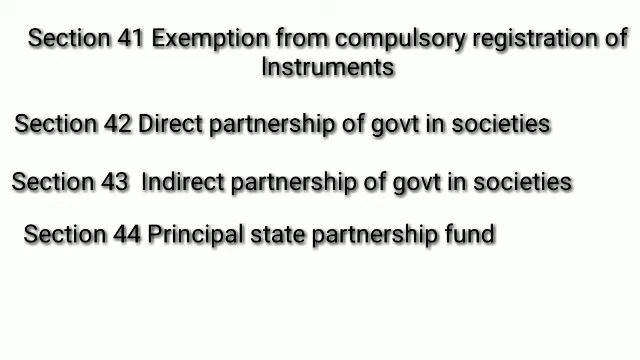 Section 41 Exemption from compulsory registration of
Instruments
Section 42 Direct partnership of govt in societies
Section 43 Indirect partnership of govt in societies
Section 44 Principal state partnership fund